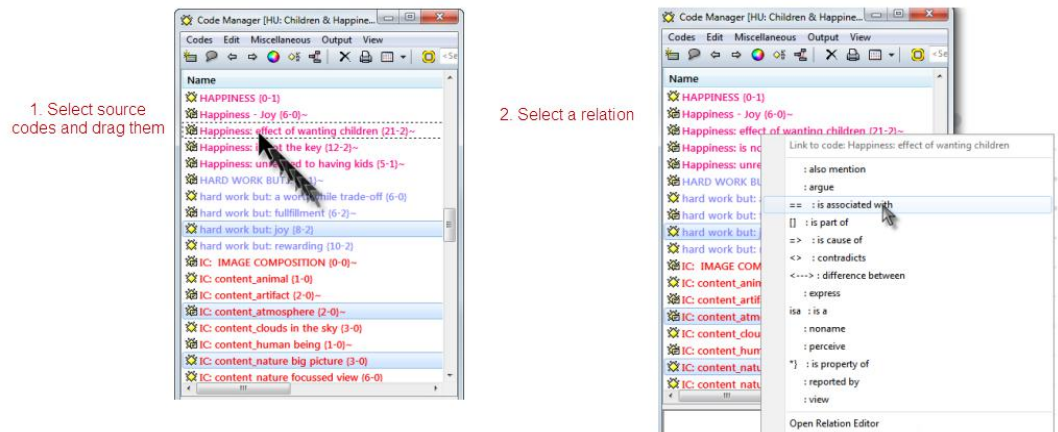 Code Manager [HU: Children & Happine...
Codes Edit Miscellaneous Output View
Name
HAPPINESS {0-1}
Happiness - Joy {6-0}~
Happiness: effect of wanting children {21-2}~
Happiness: the key {12-2}~
Happiness: to having kids {5-1}~
HARD WORK BUT
hard work but: a trade-off {6-0}
hard work but: fullfillment {6-2}~
hard work but: joy {8-2}
hard work but: rewarding {10-2}
IC: IMAGE COMPOSITION {0-0}~
IC: content_animal {1-0}
IC: content_artifact {2-0}~
IC: content_atmosphere {2-0}~
IC: content_clouds in the sky {3-0}
IC: content_human being {1-0}~
IC: content_nature big picture {3-0}
IC: content nature focussed view {6-0}
1. Select source
codes and drag them
2. Select a relation
Code Manager [HU: Children & Happine...
Codes Edit Miscellaneous Output View
Name
HAPPINESS {0-1}
Happiness - Joy {6-0}~
Happiness: effect of wanting children {21-2}~
Happiness: is no
Happiness: unre
HARD WORK BU
hard work but:
hard work but:
hard work but: j
hard work but:
IC: IMAGE COM
IC: content_anin
IC: content_artif
IC: content_atm
IC: content_clou
IC: content_hum
IC: content_natu
IC: content natu
Link to code: Happiness: effect of wanting children
: also mention
: argue
== : is associated with
[] : is part of
=> : is cause of
<> : contradicts
<---> : difference between
: express
isa : is a
: noname
: perceive
*} : is property of
: reported by
: view
Open Relation Editor